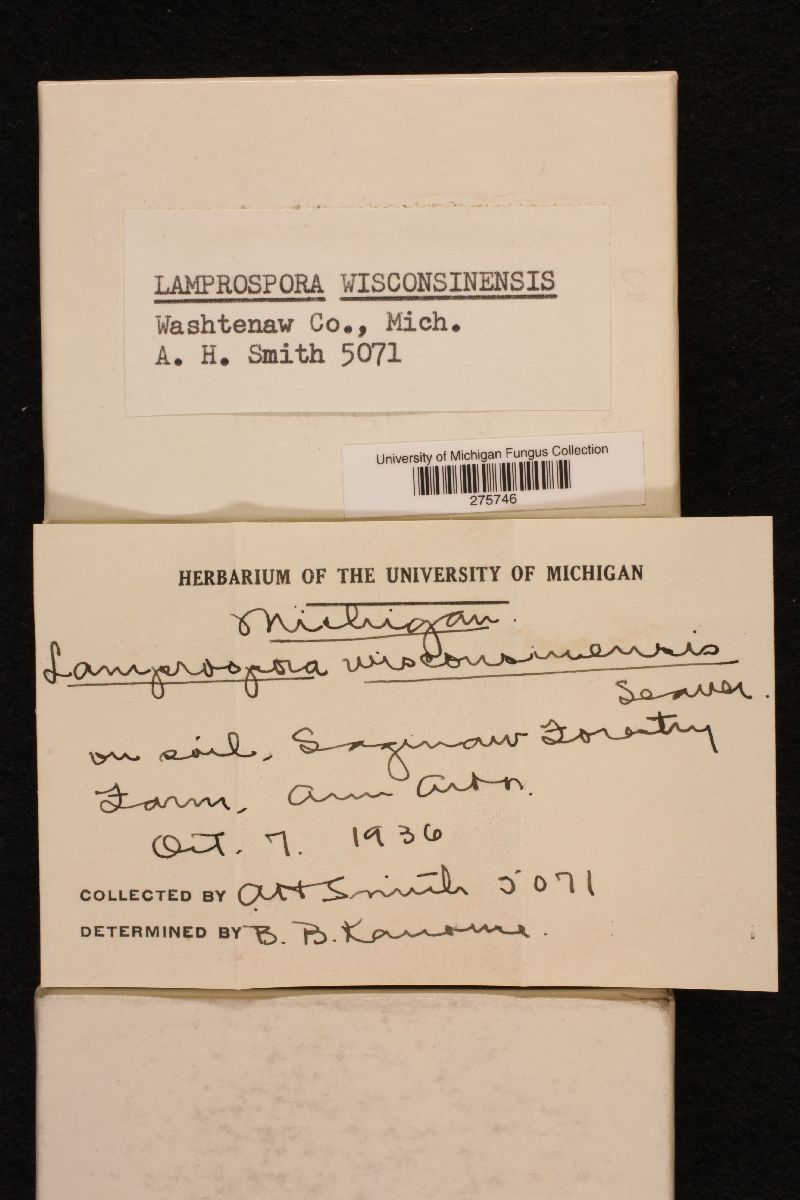 LAMPROSPORA WISCONSINENSIS
Washtenaw Co., Mich.
A. H. Smith 5071
University of Michigan Fungus Collection
275746
HERBARIUM OF THE UNIVERSITY OF MICHIGAN
Michigan.
Lamprospora wisconsinensis
Seaver.
on soil, Saginaw Forestry
Farm, Ann Arbor.
Oct. 7. 1936
COLLECTED BY AH Smith 5071
DETERMINED BY B. B. Kanouse.